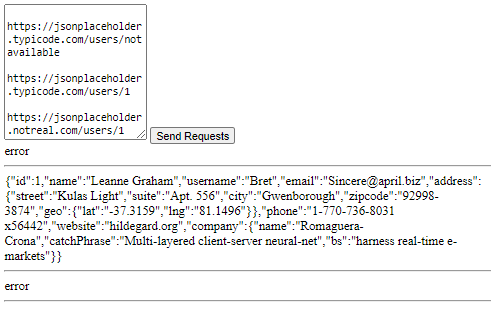 https://jsonplaceholder
.typicode.com/users/not
available
https://jsonplaceholder
.typicode.com/users/1
https://jsonplaceholder
.notreal.com/users/1
Send Requests
error
{"id":1,"name":"Leanne Graham","username":"Bret","email":"Sincere@april.biz","address":
{"street":"Kulas Light","suite":"Apt. 556","city":"Gwenborough","zipcode":"92998-
3874","geo":{"lat":"-37.3159","lng":"81.1496"}},"phone":"1-770-736-8031
x56442","website":"hildegard.org","company":{"name":"Romaguera-
Crona","catchPhrase":"Multi-layered client-server neural-net","bs":"harness real-time e-
markets"}}
error